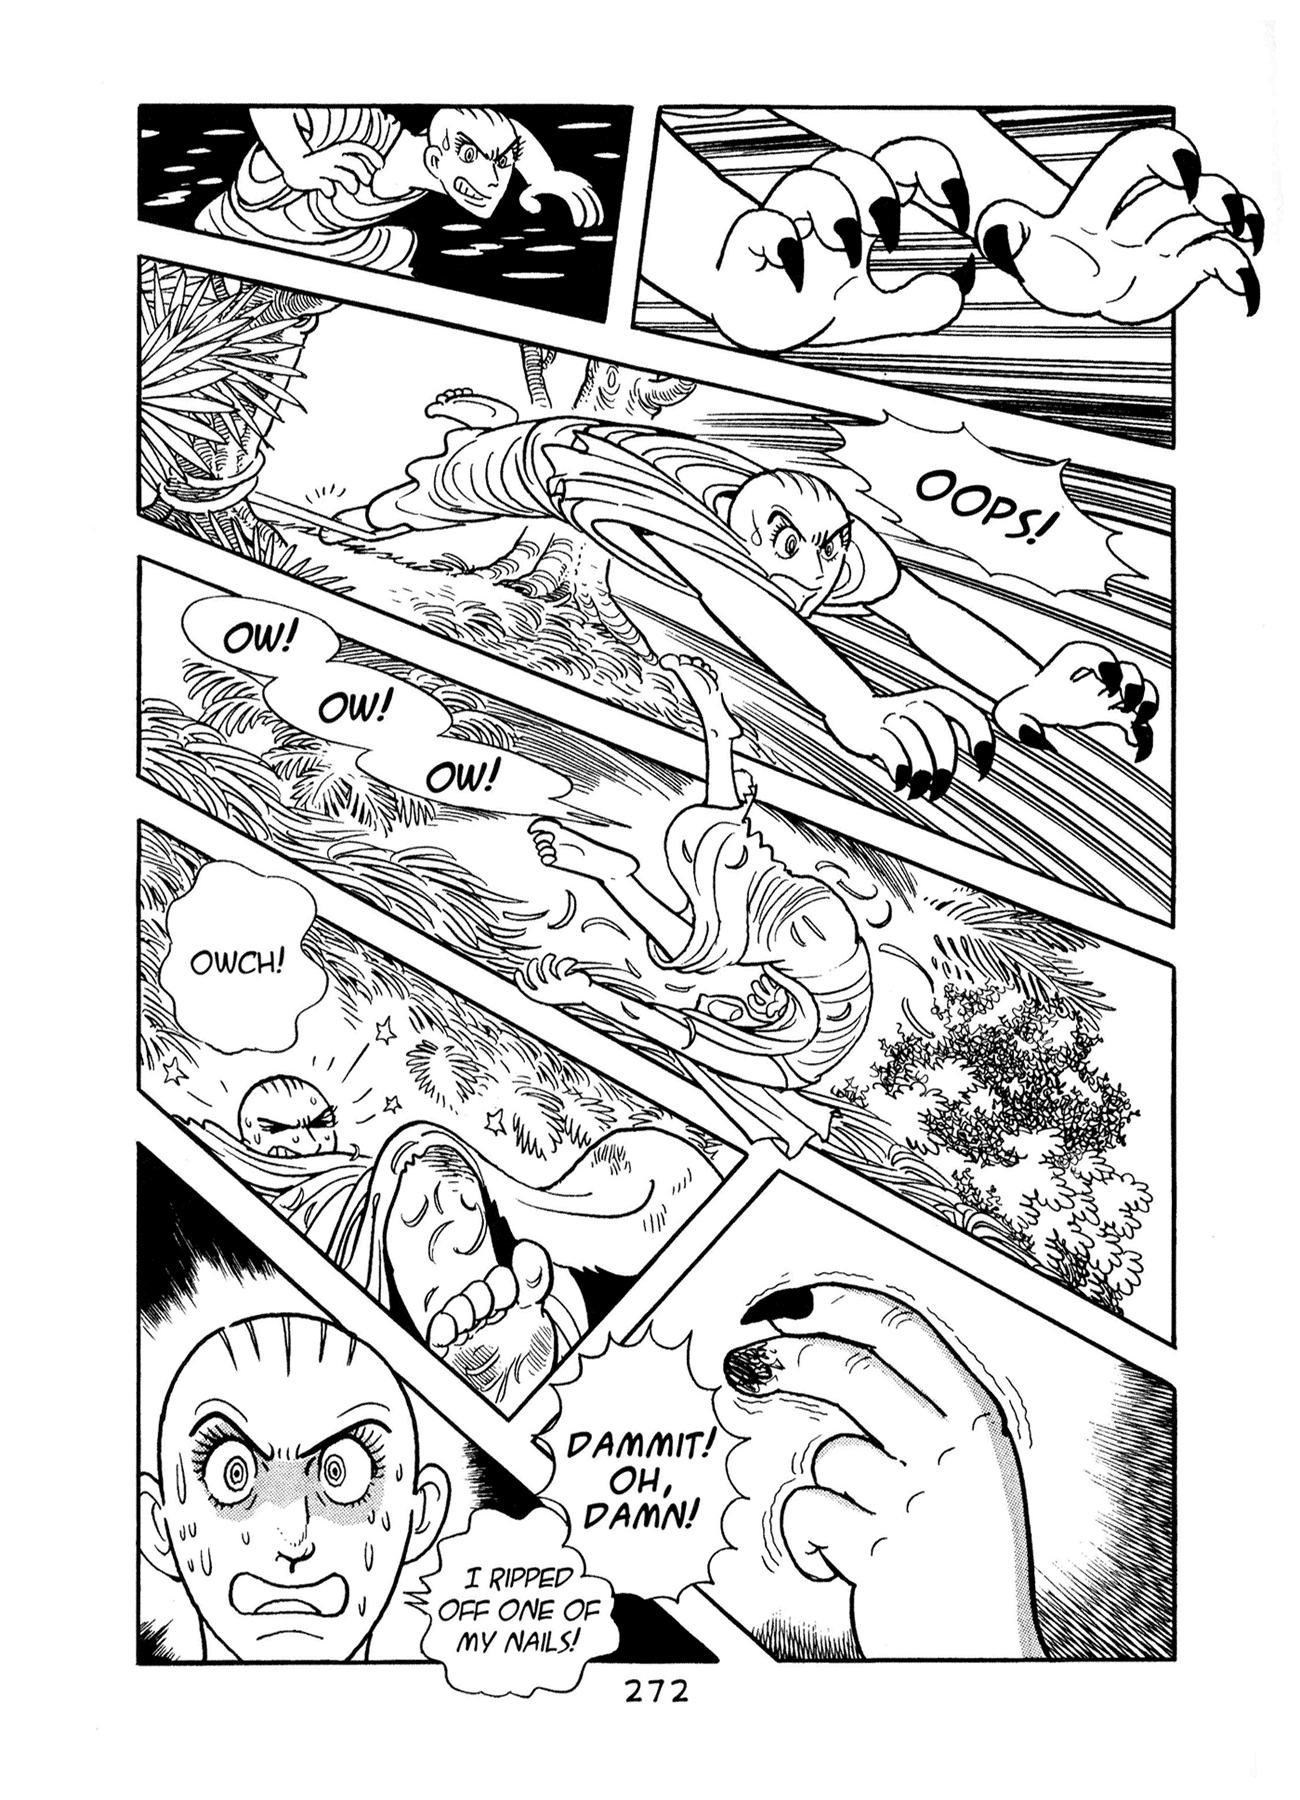 OOPS!
OW!
OW!
OW!
OWCH!
DAMMIT!
OH,
DAMN!
I RIPPED
OFF ONE OF
MY NAILS!
272